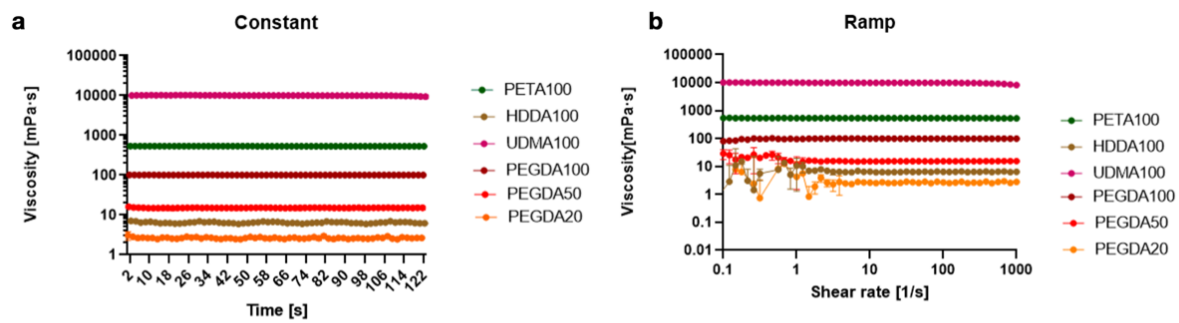 a
Constant
100000
10000
1000
100
10
1
Viscosity [mPa·s]
2 10 18 26 34 42 50 58 66 74 82 90 98 106 114 122
Time [s]
PETA100
HDDA100
UDMA100
PEGDA100
PEGDA50
PEGDA20
b
Ramp
100000
10000
1000
100
10
1
0.1
0.01
Viscosity[mPa·s]
0.1 1 10 100 1000
Shear rate [1/s]
PETA100
HDDA100
UDMA100
PEGDA100
PEGDA50
PEGDA20